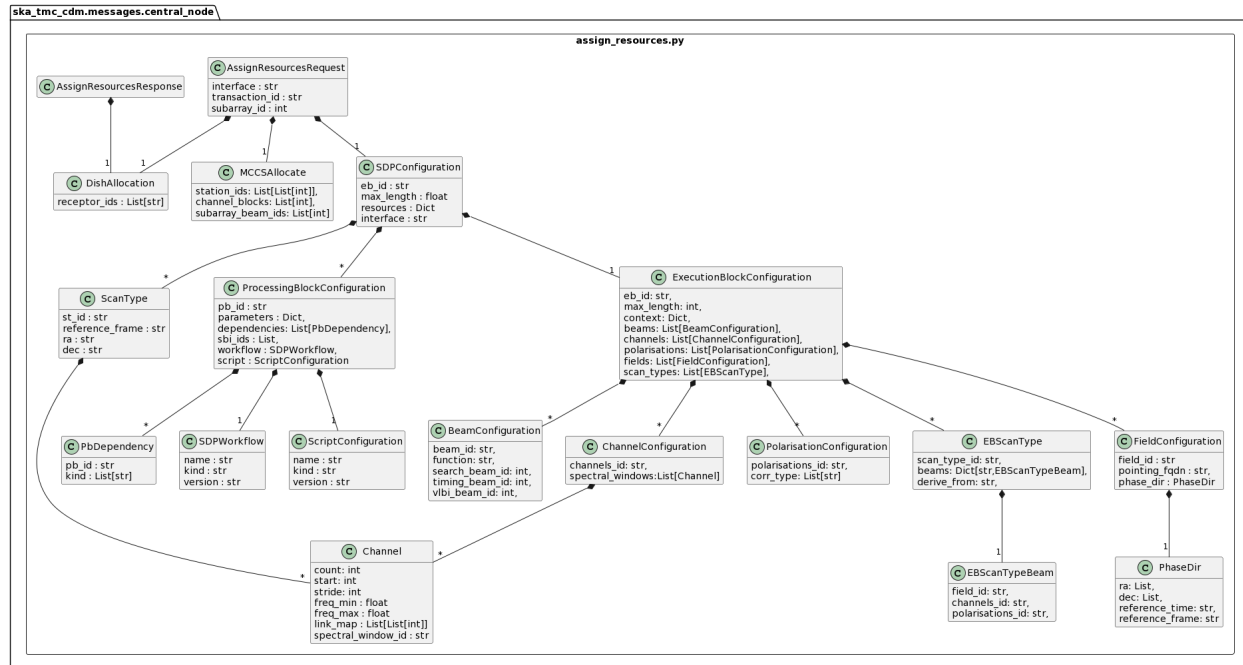 ska_tmc_cdm.messages.central_node
assign_resources.py
C AssignResourcesResponse
C AssignResourcesRequest
interface : str
transaction_id : str
subarray_id : int
1
1
1
1
C DishAllocation
receptor_ids : List[str]
C MCCSAllocate
station_ids: List[List[int]],
channel_blocks: List[int],
subarray_beam_ids: List[int]
C SDPConfiguration
eb_id : str
max_length : float
resources : Dict
interface : str
*
*
1
C ScanType
st_id : str
reference_frame : str
ra : str
dec : str
C ProcessingBlockConfiguration
pb_id : str
parameters : Dict,
dependencies: List[PbDependency],
sbi_ids : List,
workflow : SDPWorkflow,
script : ScriptConfiguration
C ExecutionBlockConfiguration
eb_id: str,
max_length: int,
context: Dict,
beams: List[BeamConfiguration],
channels: List[ChannelConfiguration],
polarisations: List[PolarisationConfiguration],
fields: List[FieldConfiguration],
scan_types: List[EBScanType],
*
1
1
*
*
*
*
*
C PbDependency
pb_id : str
kind : List[str]
C SDPWorkflow
name : str
kind : str
version : str
C ScriptConfiguration
name : str
kind : str
version : str
C BeamConfiguration
beam_id: str,
function: str,
search_beam_id: int,
timing_beam_id: int,
vlbi_beam_id: int,
C ChannelConfiguration
channels_id: str,
spectral_windows:List[Channel]
C PolarisationConfiguration
polarisations_id: str,
corr_type: List[str]
C EBScanType
scan_type_id: str,
beams: Dict[str,EBScanTypeBeam],
derive_from: str,
C FieldConfiguration
field_id : str
pointing_fqdn : str,
phase_dir : PhaseDir
*
*
1
1
C Channel
count: int
start: int
stride: int
freq_min : float
freq_max : float
link_map : List[List[int]]
spectral_window_id : str
C EBScanTypeBeam
field_id: str,
channels_id: str,
polarisations_id: str,
C PhaseDir
ra: List,
dec: List,
reference_time: str,
reference_frame: str